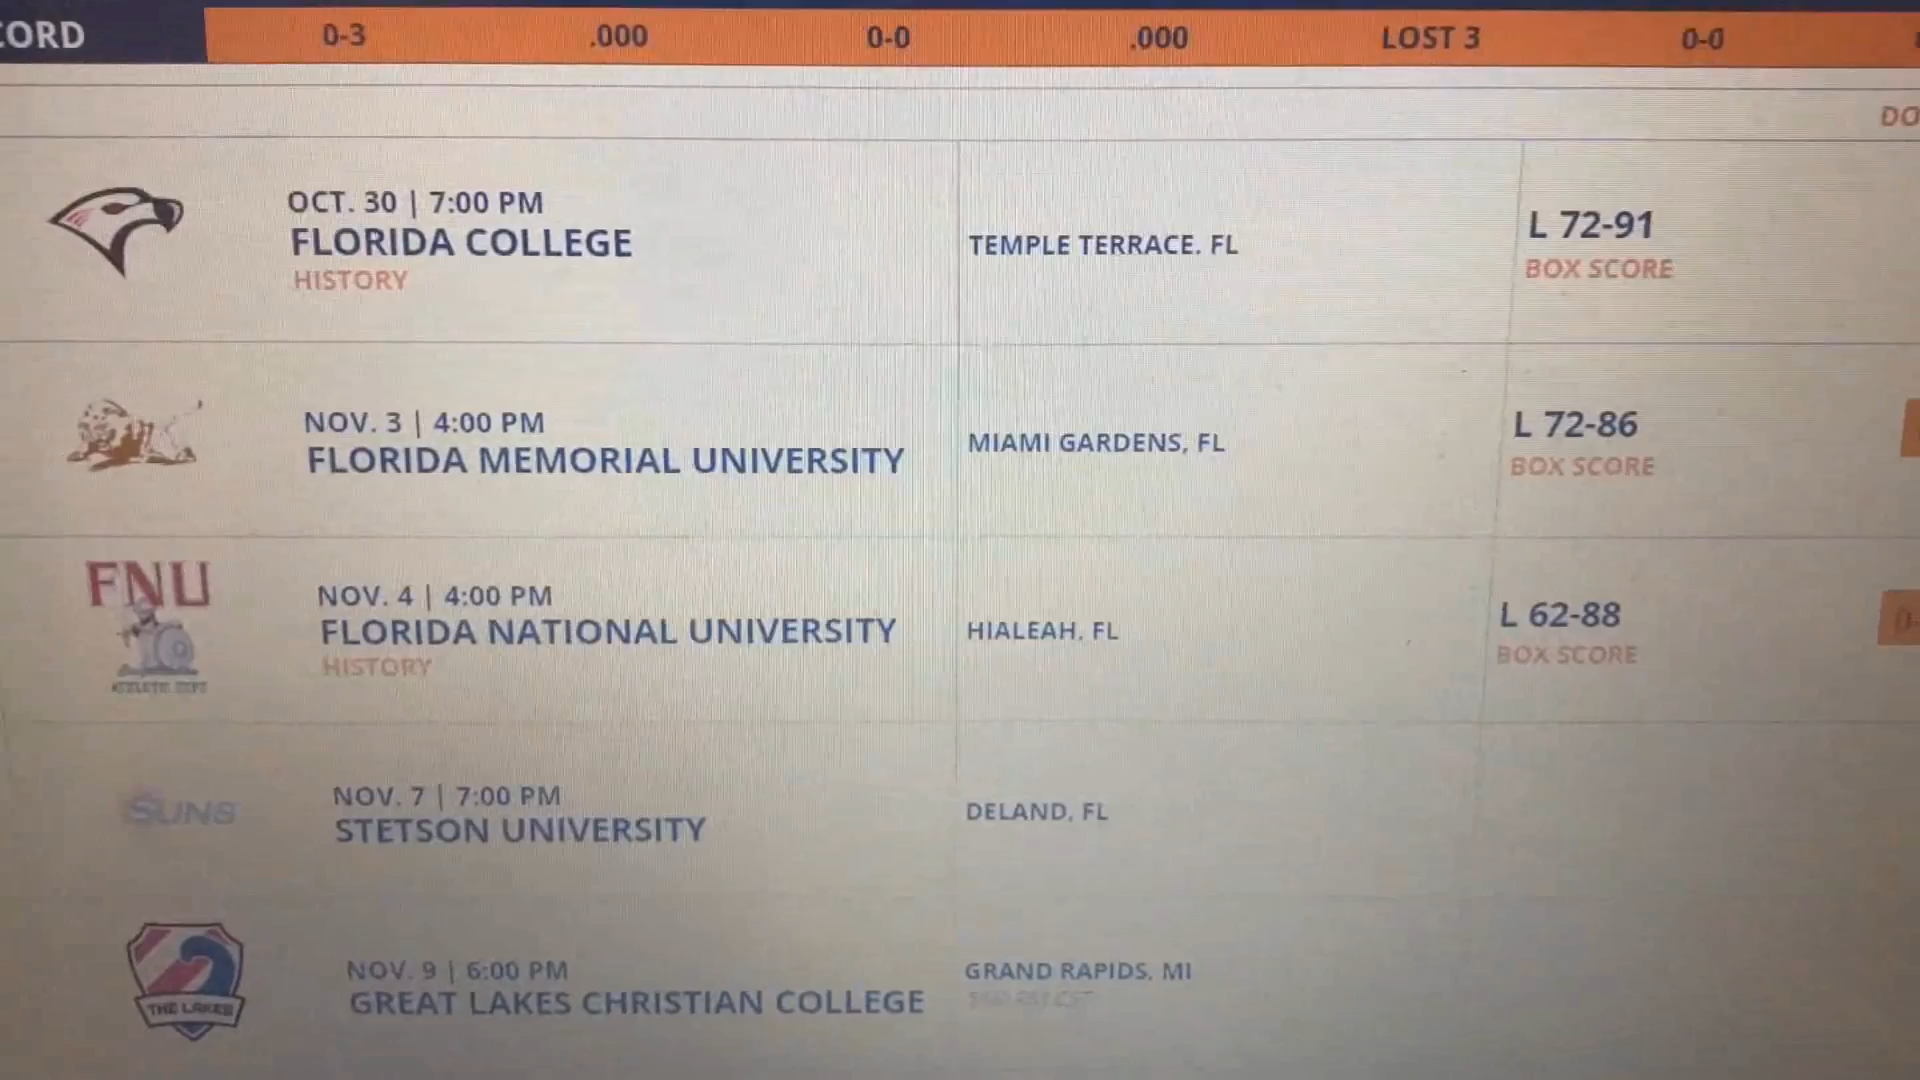 CORD 0-3 .000 0-0 .000 LOST 3 0-0
DO
OCT. 30 | 7:00 PM
FLORIDA COLLEGE
HISTORY
TEMPLE TERRACE, FL
L 72-91
BOX SCORE
NOV. 3 | 4:00 PM
FLORIDA MEMORIAL UNIVERSITY
MIAMI GARDENS, FL
L 72-86
BOX SCORE
FNU
ATHLETIC DEPT
NOV. 4 | 4:00 PM
FLORIDA NATIONAL UNIVERSITY
HISTORY
HIALEAH, FL
L 62-88
BOX SCORE
0-
SUNS
NOV. 7 | 7:00 PM
STETSON UNIVERSITY
DELAND, FL
THE LAKES
NOV. 9 | 6:00 PM
GREAT LAKES CHRISTIAN COLLEGE
GRAND RAPIDS, MI